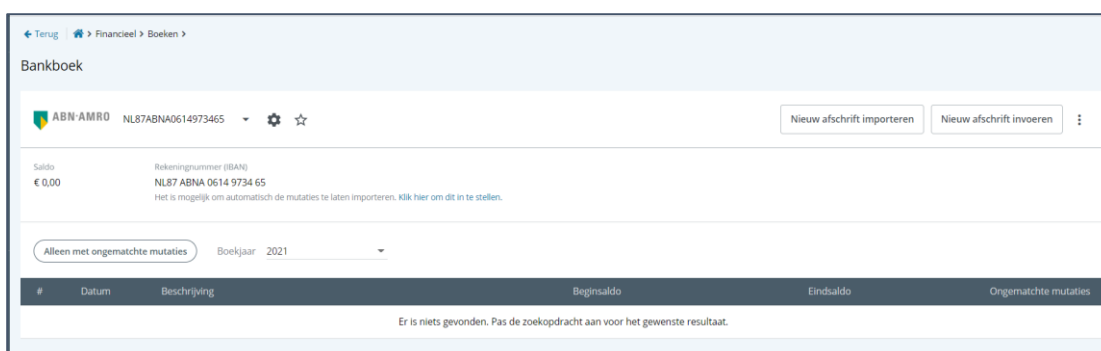 Terug > Financieel > Boeken >
Bankboek
ABN·AMRO NL87ABNA0614973465 Nieuw afschrift importeren Nieuw afschrift invoeren
Saldo Rekeningnummer (IBAN)
€ 0,00 NL87 ABNA 0614 9734 65
Het is mogelijk om automatisch de mutaties te laten importeren. Klik hier om dit in te stellen.
Alleen met ongematchte mutaties Boekjaar 2021
# Datum Beschrijving Beginsaldo Eindsaldo Ongematchte mutaties
Er is niets gevonden. Pas de zoekopdracht aan voor het gewenste resultaat.